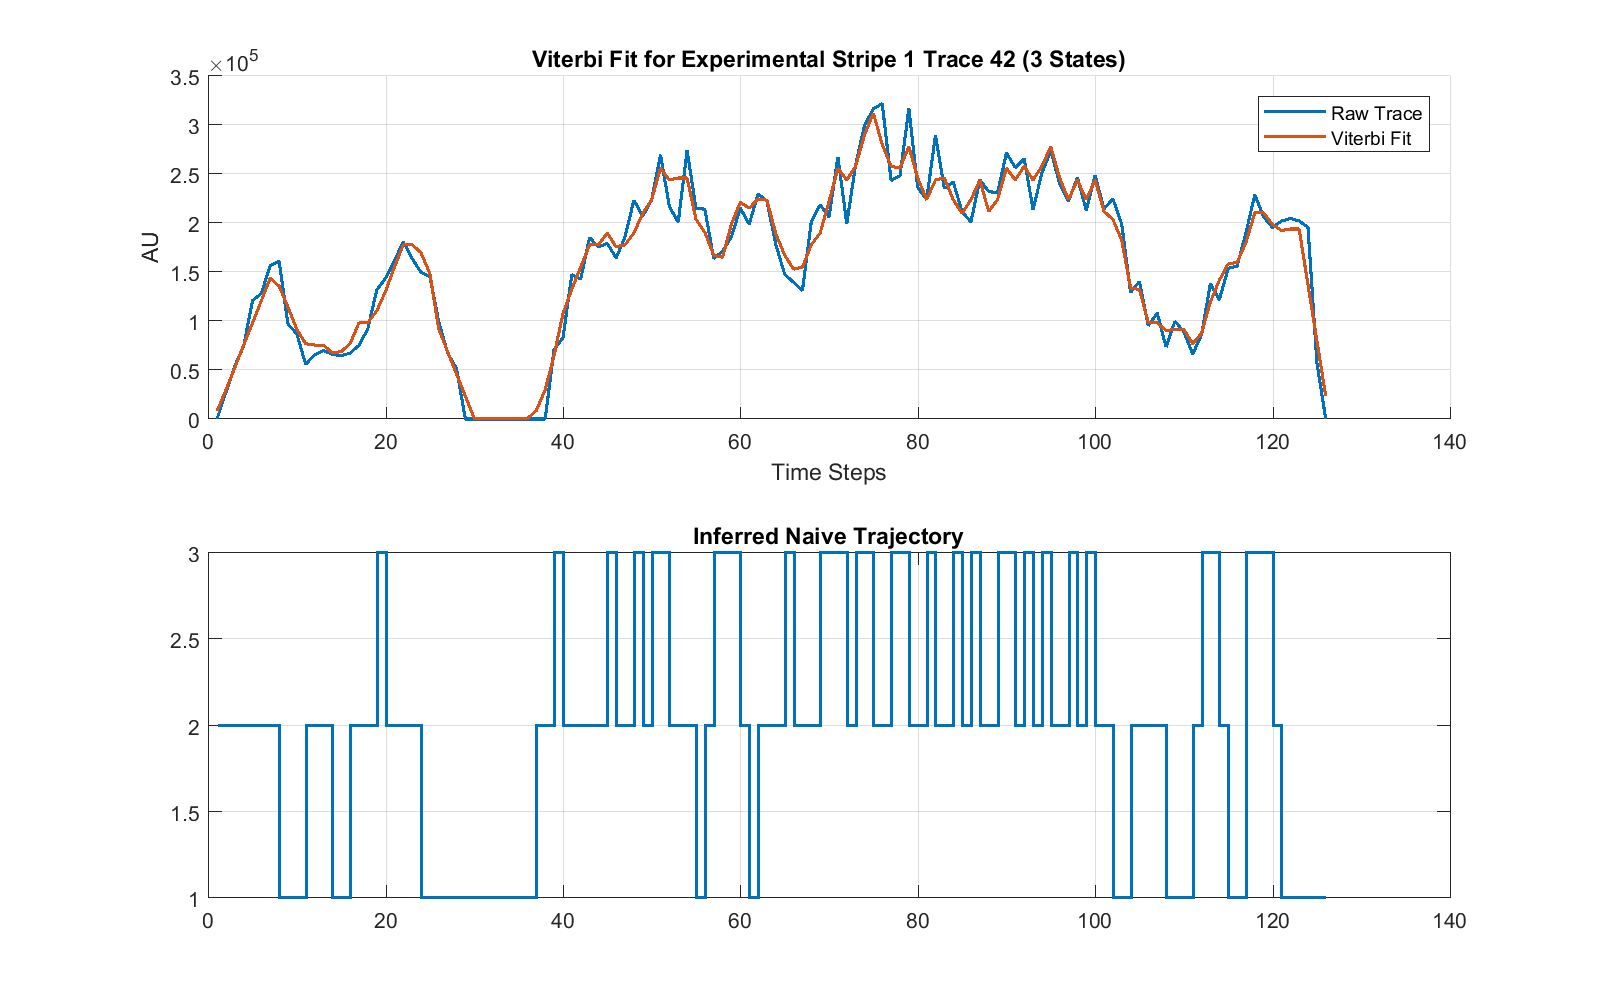 Viterbi Fit for Experimental Stripe 1 Trace 42 (3 States)
×10^5
3.5
3
2.5
2
1.5
1
0.5
0
AU
Raw Trace
Viterbi Fit
0 20 40 60 80 100 120 140
Time Steps
Inferred Naive Trajectory
3
2.5
2
1.5
1
0 20 40 60 80 100 120 140